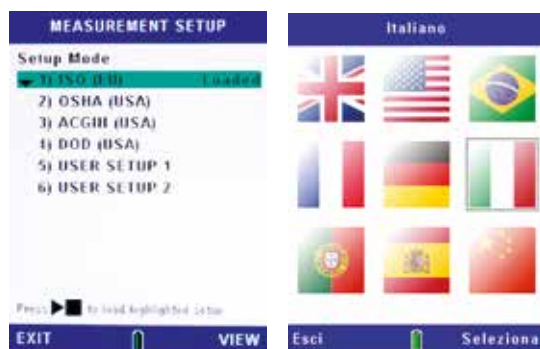 MEASUREMENT SETUP
Setup Mode
1) ISO (EU) Loaded
2) OSHA (USA)
3) ACGIH (USA)
4) DOD (USA)
5) USER SETUP 1
6) USER SETUP 2
Press to load highlighted setup
EXIT VIEW
Italiano
Esci Seleziona